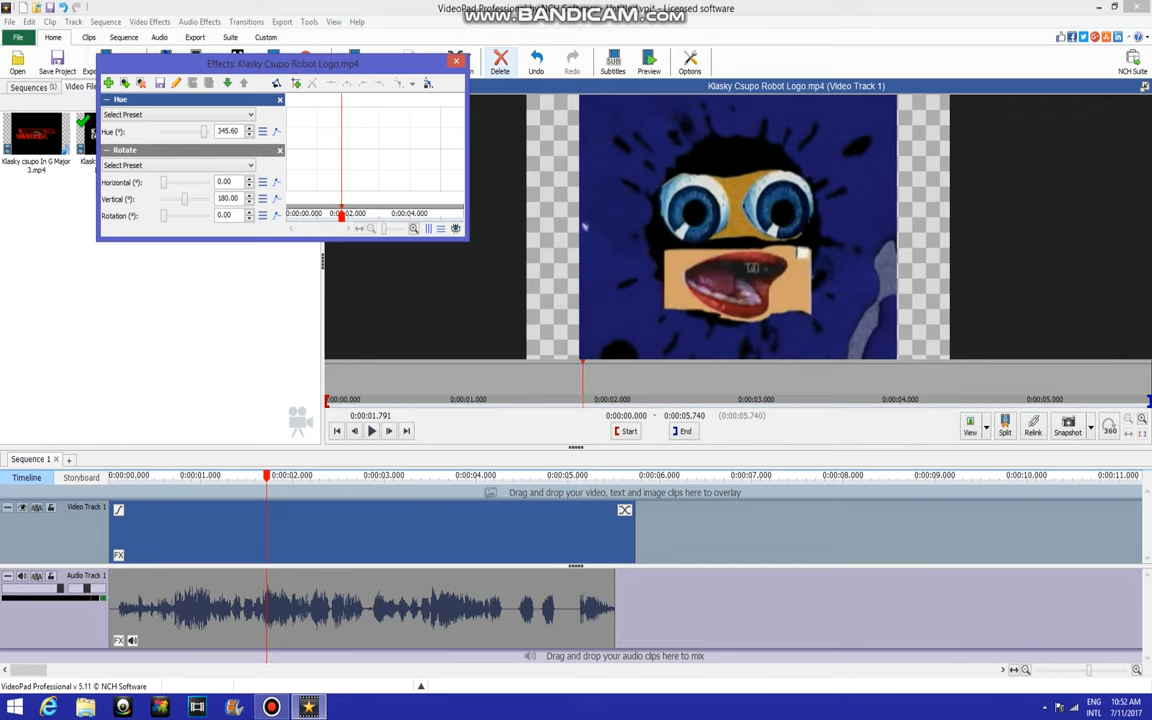 VideoPad Professional by NCH Software - Untitled.vpj* - Licensed software
www.BANDICAM.com
File Edit Clip Track Sequence Video Effects Audio Effects Transitions Export Tools View Help
File Home Clips Sequence Audio Export Suite Custom
Open Save Project Delete Undo Redo Subtitles Preview Options NCH Suite
Effects: Klasky Csupo Robot Logo.mp4
Sequences (1) Video File
Klasky csupo In G Major 3.mp4
Klasky
Hue
Select Preset
Hue (°): 345.60
Rotate
Select Preset
Horizontal (°): 0.00
Vertical (°): 180.00
Rotation (°): 0.00
0:00:00.000 0:00:02.000 0:00:04.000
Klasky Csupo Robot Logo.mp4 (Video Track 1)
0:00:00.000 0:00:01.000 0:00:02.000 0:00:03.000 0:00:04.000 0:00:05.000
0:00:01.791
0:00:00.000 - 0:00:05.740 (0:00:05.740)
Start End
View Split Relink Snapshot 360
Sequence 1
Timeline Storyboard
0:00:00.000 0:00:01.000 0:00:02.000 0:00:03.000 0:00:04.000 0:00:05.000 0:00:06.000 0:00:07.000 0:00:08.000 0:00:09.000 0:00:10.000 0:00:11.000
Drag and drop your video, text and image clips here to overlay
Video Track 1
FX
Audio Track 1
FX
Drag and drop your audio clips here to mix
VideoPad Professional v 5.11 © NCH Software
ENG
INTL
10:52 AM
7/11/2017